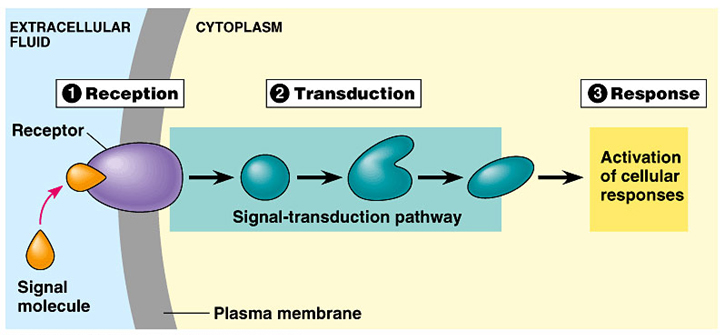 EXTRACELLULAR
FLUID
CYTOPLASM
1 Reception
2 Transduction
3 Response
Receptor
Activation
of cellular
responses
Signal-transduction pathway
Signal
molecule
Plasma membrane